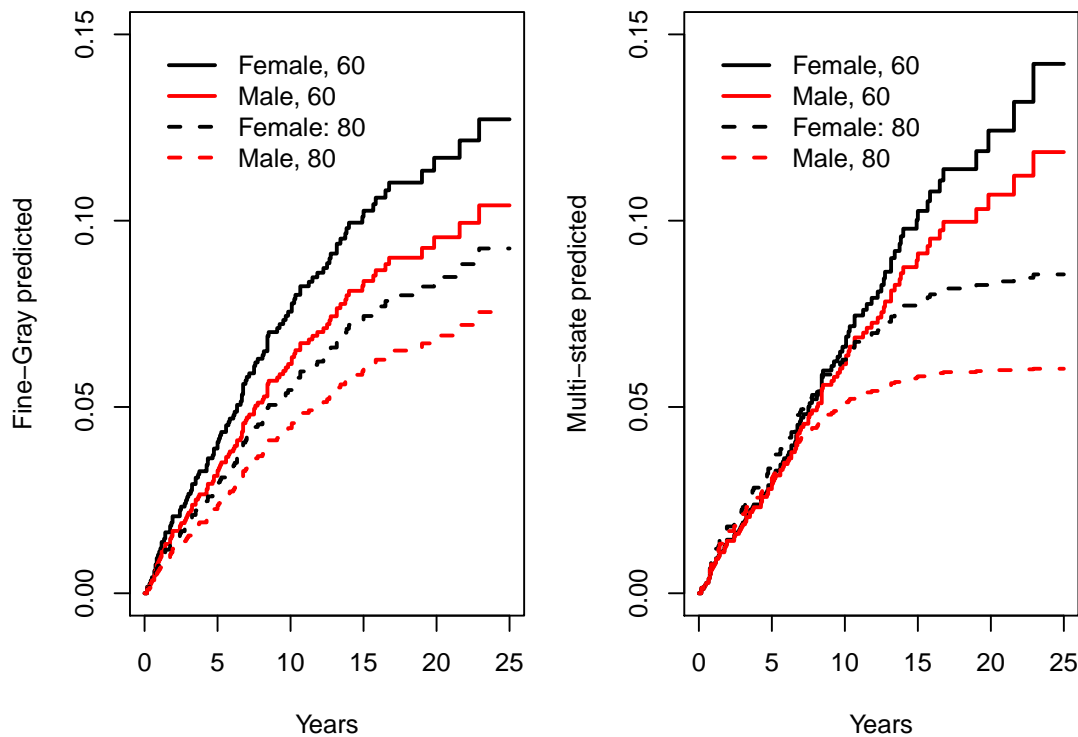 Fine−Gray predicted
0.15
0.10
0.05
0.00
Female, 60
Male, 60
Female: 80
Male, 80
0 5 10 15 20 25
Years
Multi−state predicted
0.15
0.10
0.05
0.00
Female, 60
Male, 60
Female: 80
Male, 80
0 5 10 15 20 25
Years